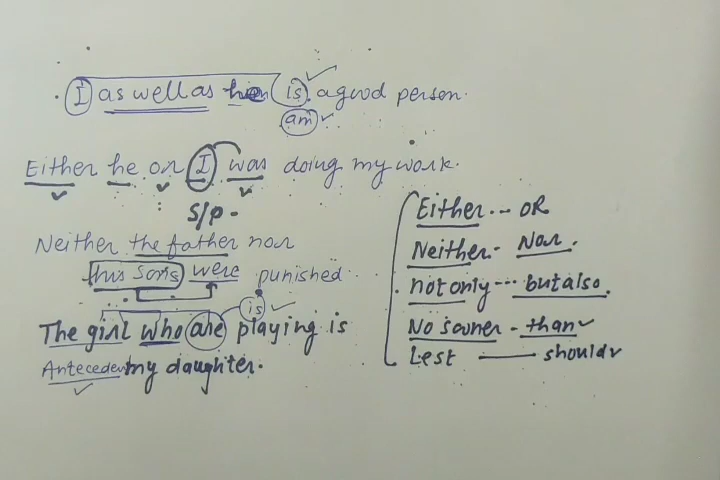 I as well as he is a good person.
am
Either he or I was doing my work.
S/P.
Neither the father nor
his sons were punished
is
The girl who are playing is
Antecedent my daughter.
Either... OR
Neither - Nor.
not only ... but also.
No sooner - than
Lest —— should